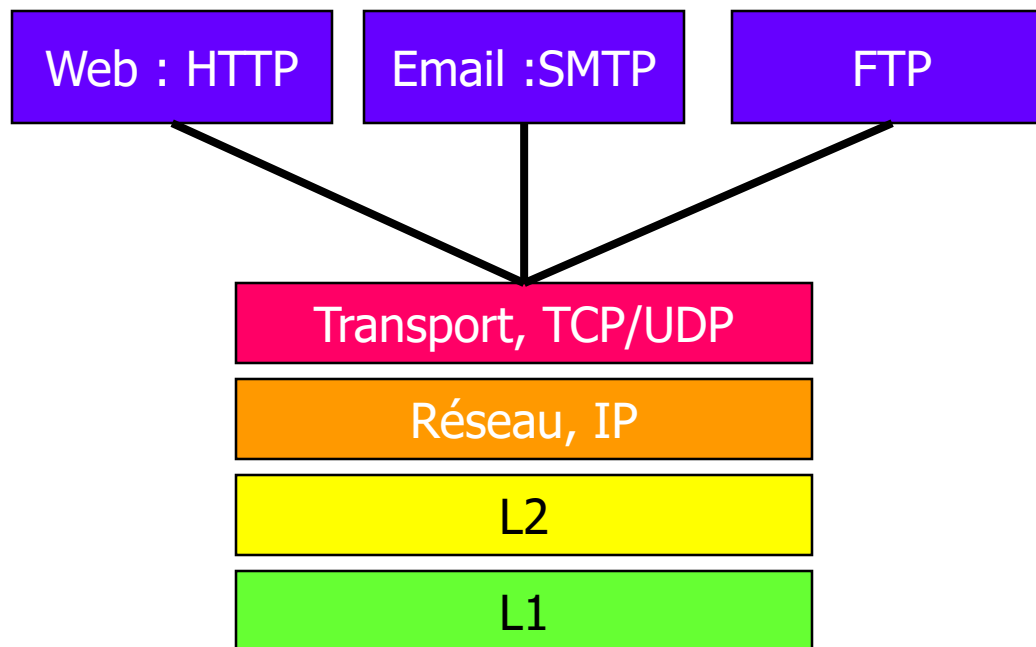 Web : HTTP
Email :SMTP
FTP
Transport, TCP/UDP
Réseau, IP
L2
L1